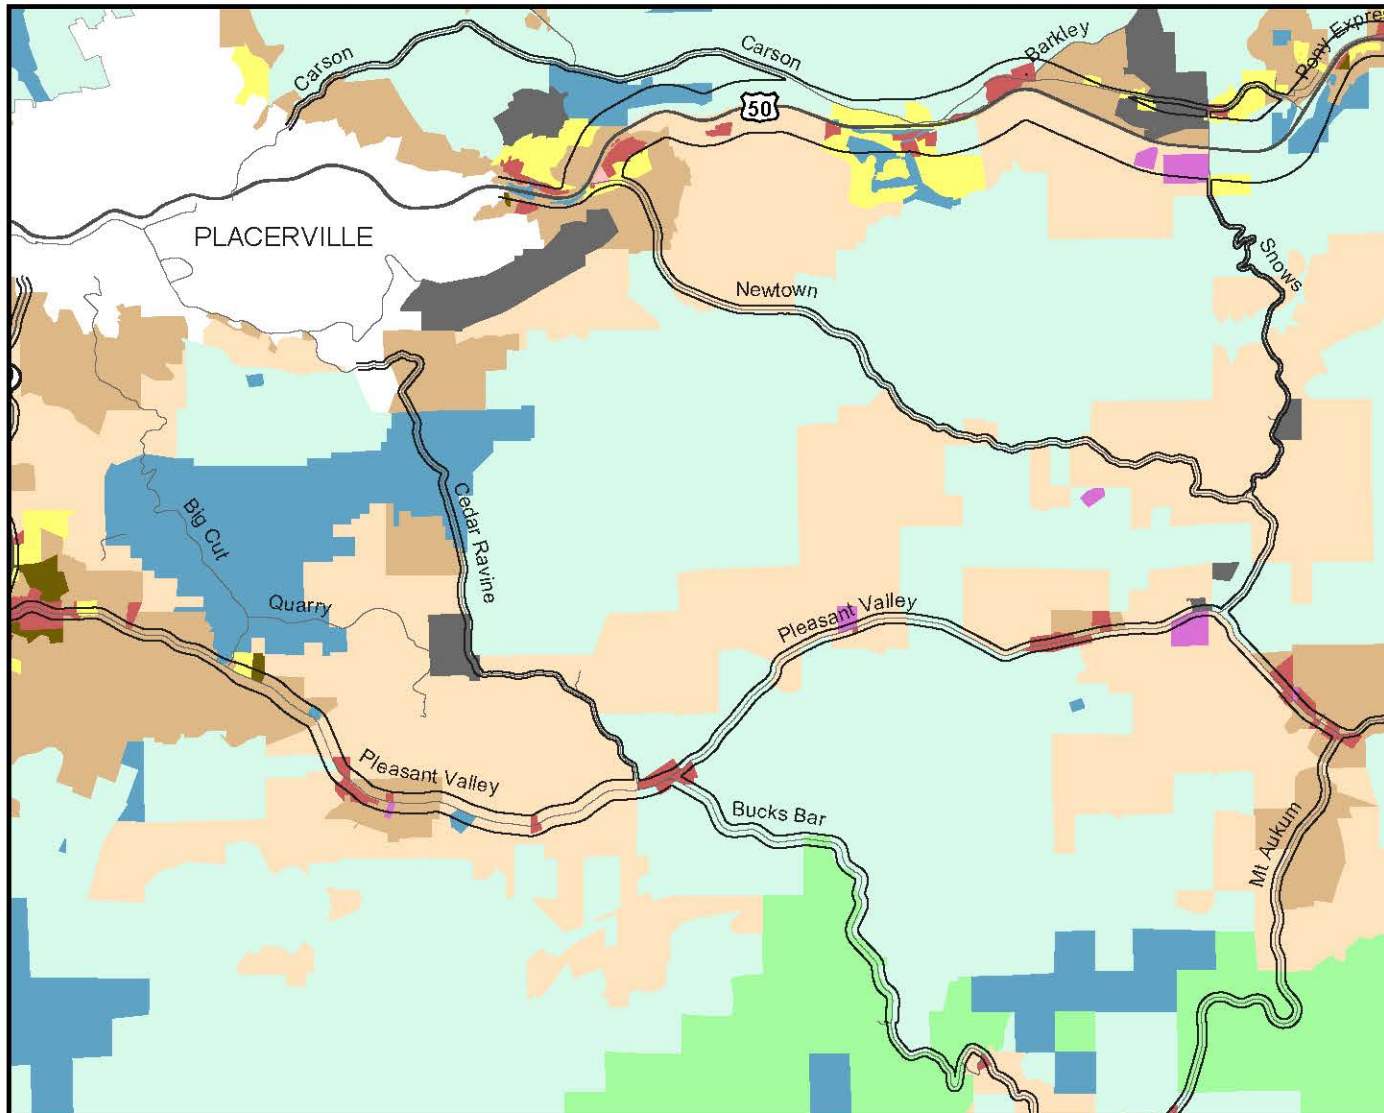 Carson
Carson
Barkley
Pony Express
50
PLACERVILLE
Newtown
Snows
Big Cut
Cedar Ravine
Quarry
Pleasant Valley
Pleasant Valley
Bucks Bar
Mt Aukum